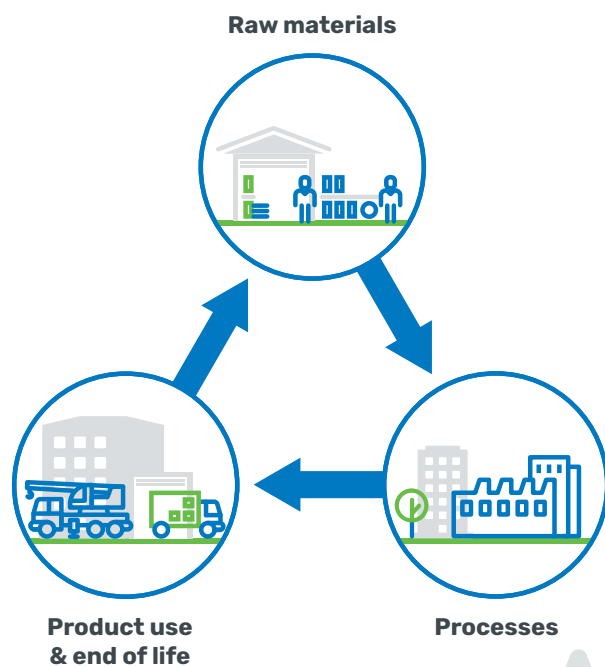 Raw materials
Product use
& end of life
Processes